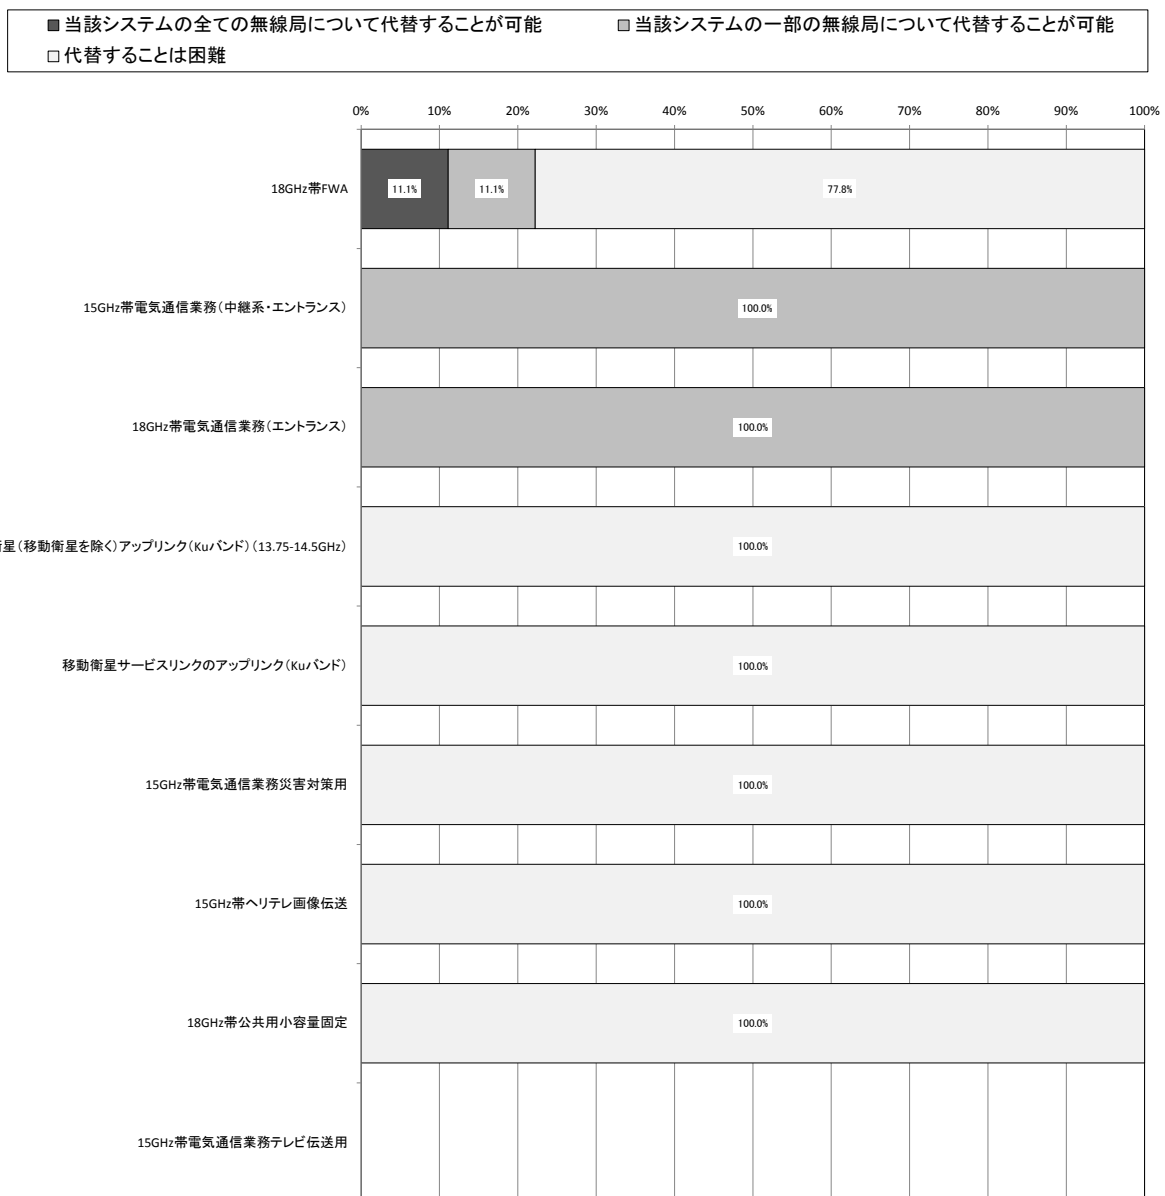 ■当該システムの全ての無線局について代替することが可能 ■当該システムの一部の無線局について代替することが可能
□代替することは困難
0% 10% 20% 30% 40% 50% 60% 70% 80% 90% 100%
18GHz帯FWA 11.1% 11.1% 77.8%
15GHz帯電気通信業務(中継系・エントランス) 100.0%
18GHz帯電気通信業務(エントランス) 100.0%
星(移動衛星を除く)アップリンク(Kuバンド)(13.75-14.5GHz) 100.0%
移動衛星サービスリンクのアップリンク(Kuバンド) 100.0%
15GHz帯電気通信業務災害対策用 100.0%
15GHz帯ヘリテレ画像伝送 100.0%
18GHz帯公共用小容量固定 100.0%
15GHz帯電気通信業務テレビ伝送用